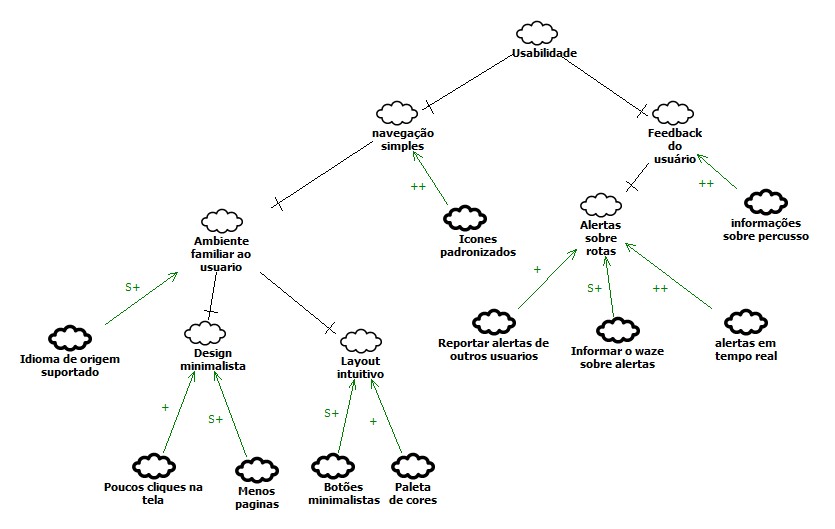 Usabilidade
navegação
simples
Feedback
do
usuário
++
++
Icones
padronizados
informações
sobre percusso
Ambiente
familiar ao
usuario
Alertas
sobre
rotas
S+
+
S+
++
Idioma de origem
suportado
Design
minimalista
Layout
intuitivo
Reportar alertas de
outros usuarios
Informar o waze
sobre alertas
alertas em
tempo real
+
S+
S+
+
Poucos cliques na
tela
Menos
paginas
Botões
minimalistas
Paleta
de cores